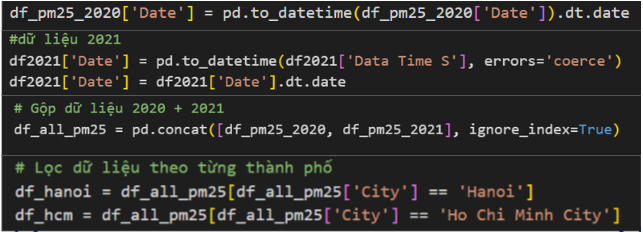 df_pm25_2020['Date'] = pd.to_datetime(df_pm25_2020['Date']).dt.date
#dữ liệu 2021
df2021['Date'] = pd.to_datetime(df2021['Data Time S'], errors='coerce')
df2021['Date'] = df2021['Date'].dt.date
# Gộp dữ liệu 2020 + 2021
df_all_pm25 = pd.concat([df_pm25_2020, df_pm25_2021], ignore_index=True)
# Lọc dữ liệu theo từng thành phố
df_hanoi = df_all_pm25[df_all_pm25['City'] == 'Hanoi']
df_hcm = df_all_pm25[df_all_pm25['City'] == 'Ho Chi Minh City']